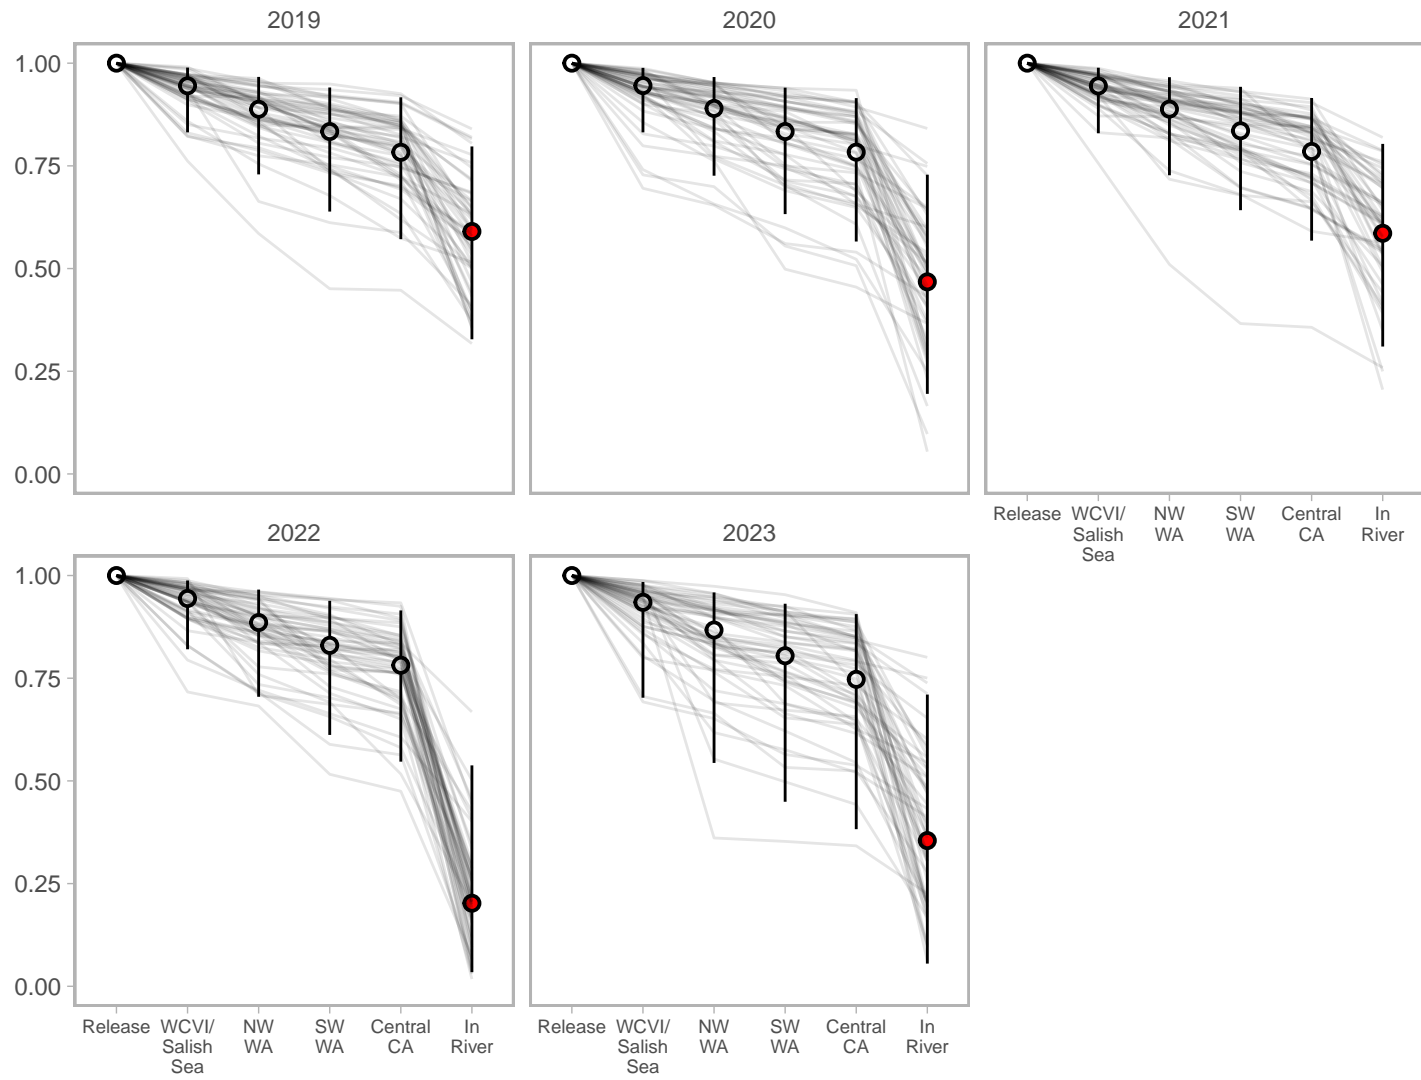 2019
2020
2021
1.00
0.75
0.50
0.25
0.00
Release WCVI/ NW SW Central In
Salish WA WA CA River
Sea
2022
2023
1.00
0.75
0.50
0.25
0.00
Release WCVI/ NW SW Central In
Salish WA WA CA River
Sea
Release WCVI/ NW SW Central In
Salish WA WA CA River
Sea